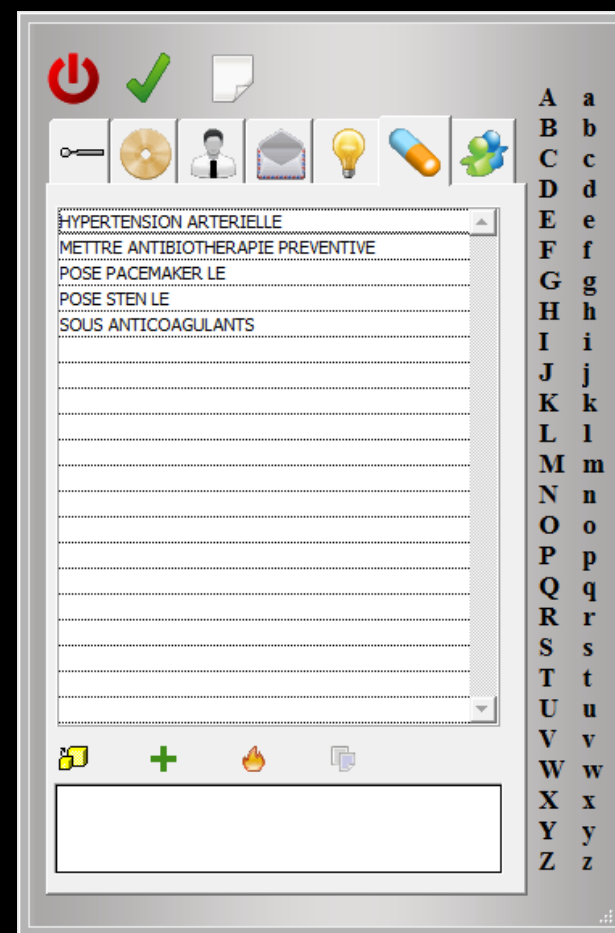 HYPERTENSION ARTERIELLE
METTRE ANTIBIOTHERAPIE PREVENTIVE
POSE PACEMAKER LE
POSE STEN LE
SOUS ANTICOAGULANTS
A a
B b
C c
D d
E e
F f
G g
H h
I i
J j
K k
L l
M m
N n
O o
P p
Q q
R r
S s
T t
U u
V v
W w
X x
Y y
Z z